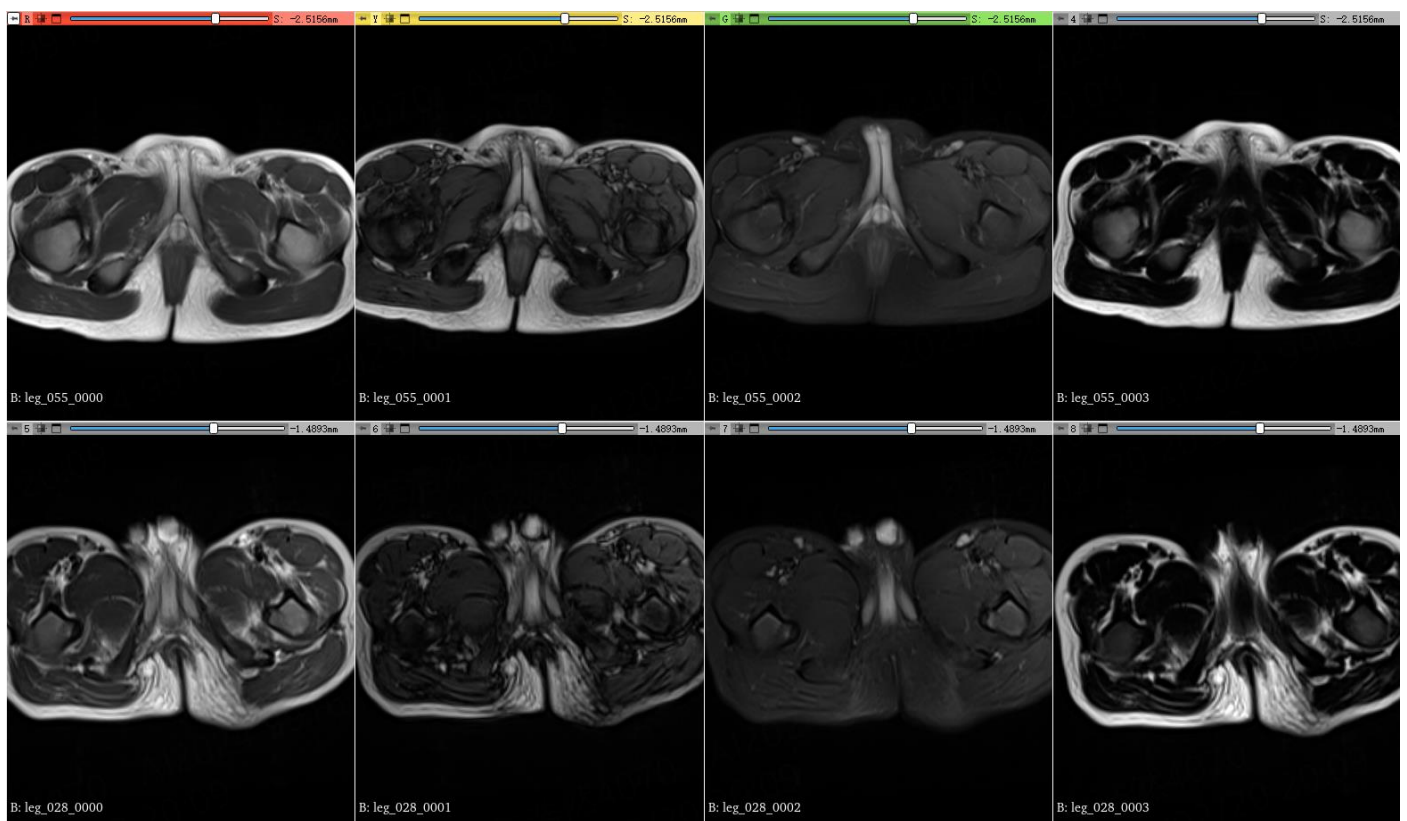 R S: -2.5156mm
Y S: -2.5156mm
G S: -2.5156mm
4 S: -2.5156mm
B: leg_055_0000
B: leg_055_0001
B: leg_055_0002
B: leg_055_0003
5 -1.4893mm
6 -1.4893mm
7 -1.4893mm
8 -1.4893mm
B: leg_028_0000
B: leg_028_0001
B: leg_028_0002
B: leg_028_0003